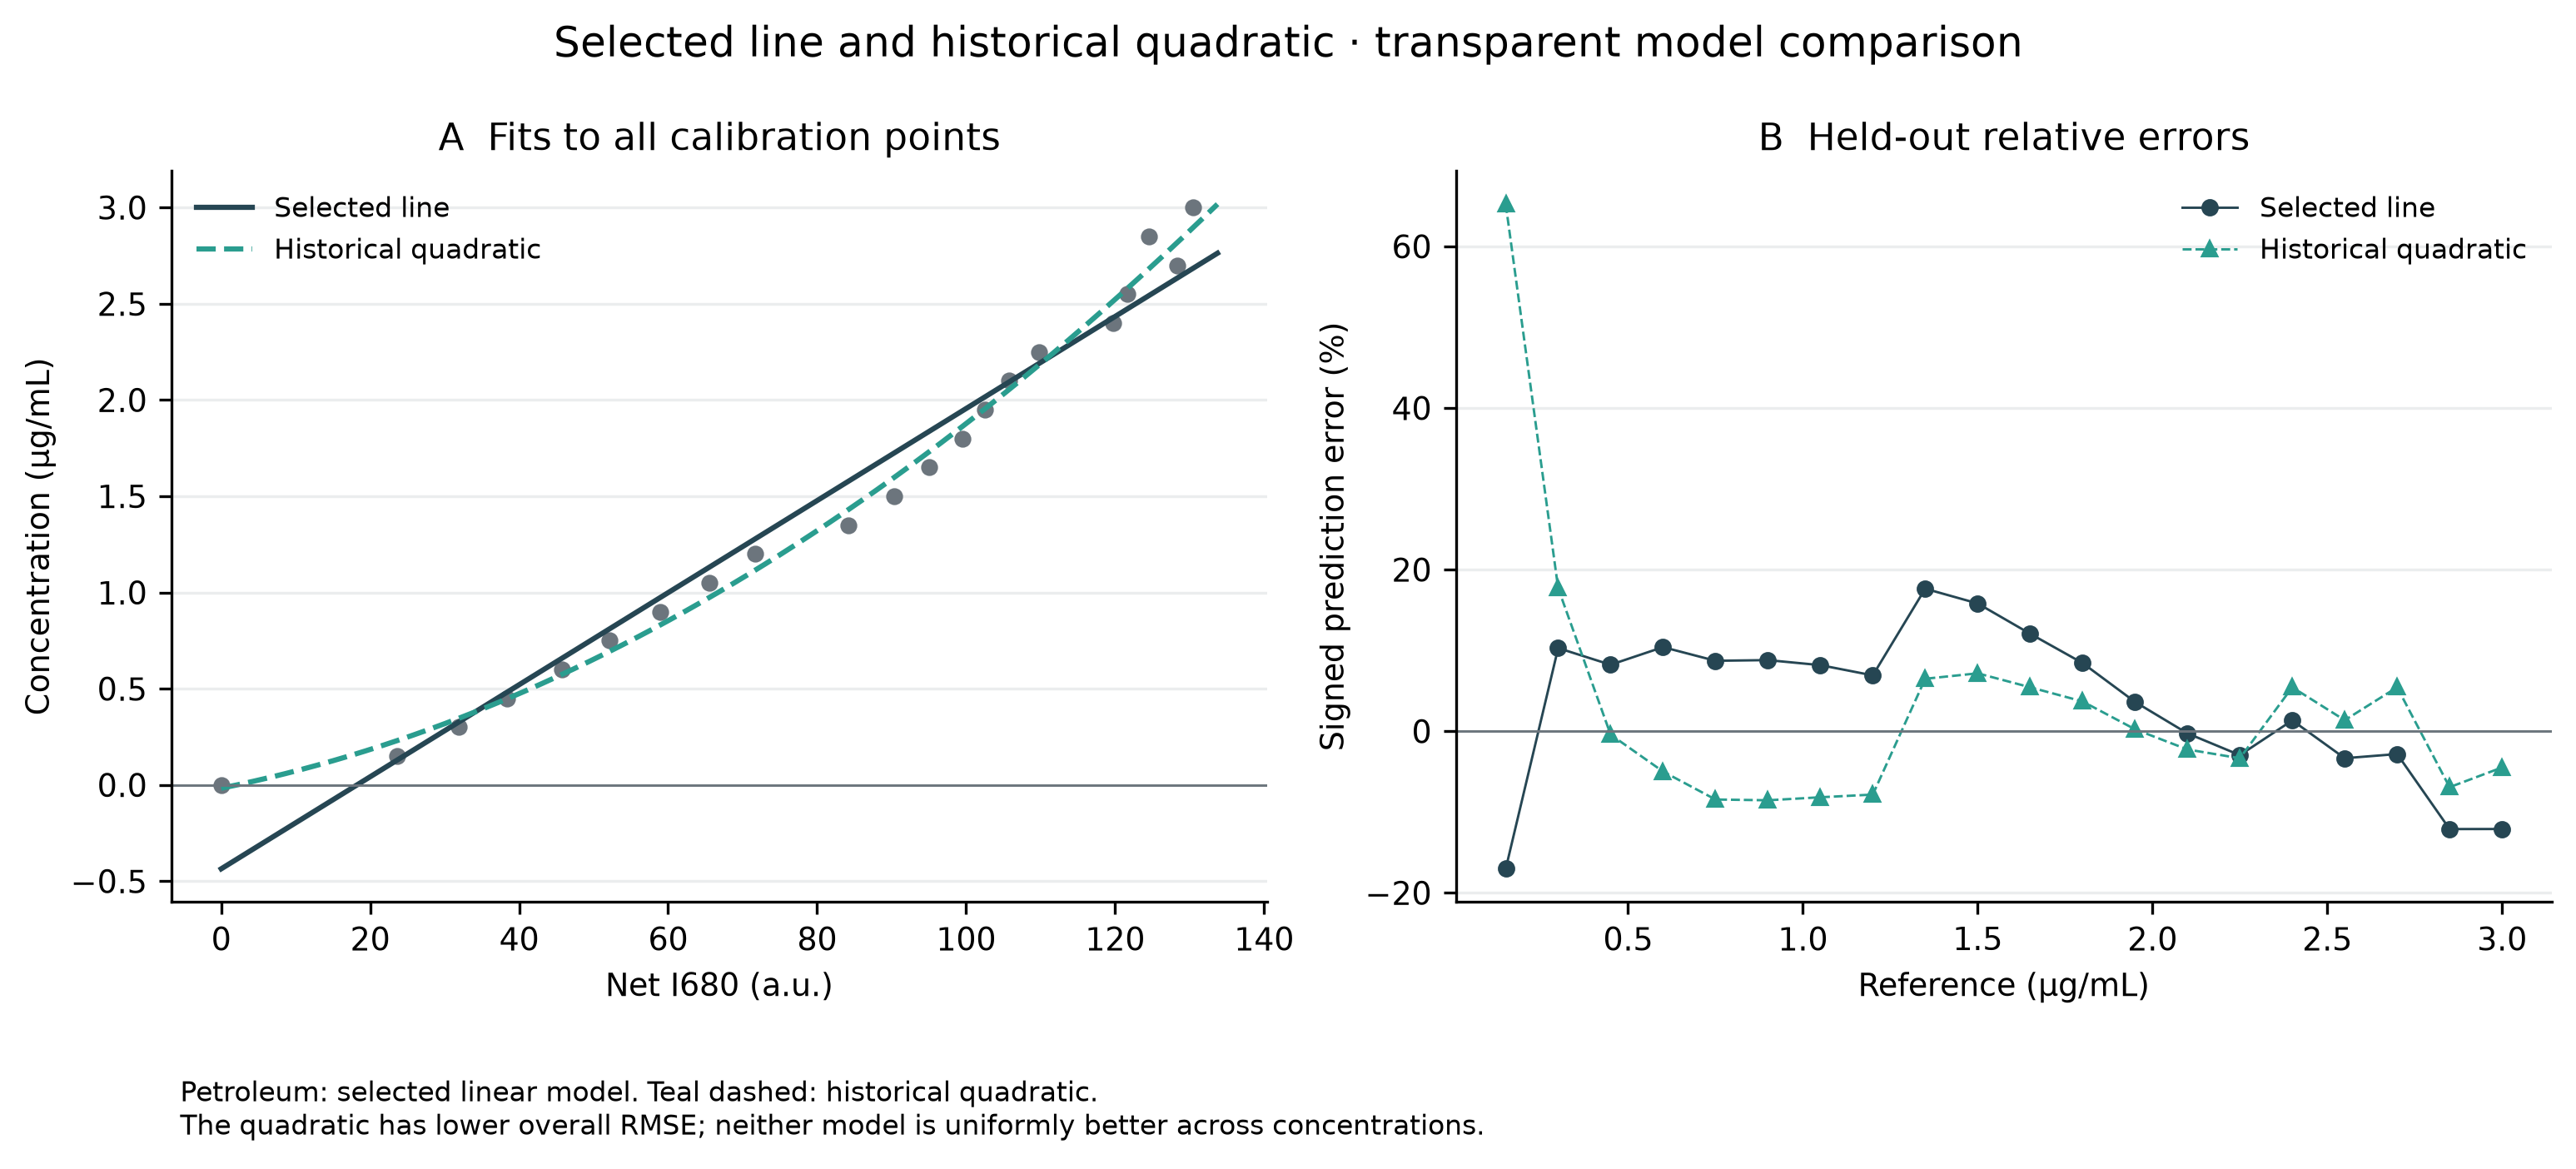 Selected line and historical quadratic · transparent model comparison
A  Fits to all calibration points
Selected line
Historical quadratic
Concentration (µg/mL)
3.0
2.5
2.0
1.5
1.0
0.5
0.0
−0.5
0 20 40 60 80 100 120 140
Net I680 (a.u.)
B  Held-out relative errors
Selected line
Historical quadratic
Signed prediction error (%)
60
40
20
0
−20
0.5 1.0 1.5 2.0 2.5 3.0
Reference (µg/mL)
Petroleum: selected linear model. Teal dashed: historical quadratic.
The quadratic has lower overall RMSE; neither model is uniformly better across concentrations.